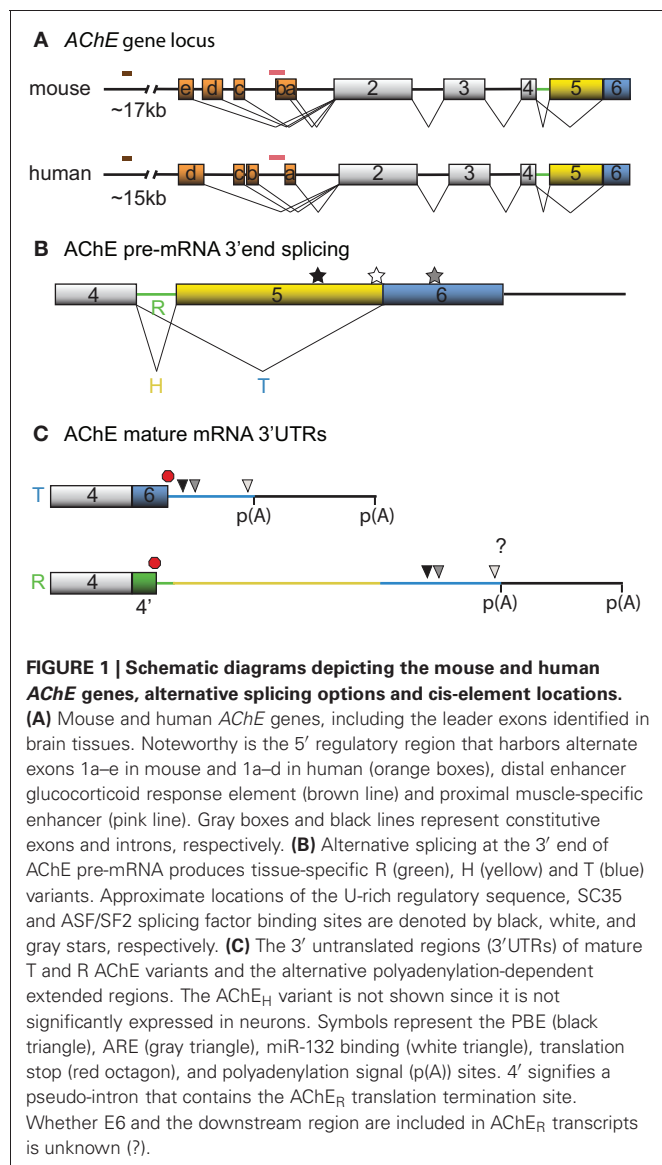 A AChE gene locus
mouse
e d c ba 2 3 4 5 6
~17kb
human
d c b a 2 3 4 5 6
~15kb
B AChE pre-mRNA 3'end splicing
4 R 5 6
H T
C AChE mature mRNA 3'UTRs
T 4 6
p(A) p(A)
?
R 4
4' p(A) p(A)
FIGURE 1 | Schematic diagrams depicting the mouse and human
AChE genes, alternative splicing options and cis-element locations.
(A) Mouse and human AChE genes, including the leader exons identified in
brain tissues. Noteworthy is the 5′ regulatory region that harbors alternate
exons 1a–e in mouse and 1a–d in human (orange boxes), distal enhancer
glucocorticoid response element (brown line) and proximal muscle-specific
enhancer (pink line). Gray boxes and black lines represent constitutive
exons and introns, respectively. (B) Alternative splicing at the 3′ end of
AChE pre-mRNA produces tissue-specific R (green), H (yellow) and T (blue)
variants. Approximate locations of the U-rich regulatory sequence, SC35
and ASF/SF2 splicing factor binding sites are denoted by black, white, and
gray stars, respectively. (C) The 3′ untranslated regions (3′UTRs) of mature
T and R AChE variants and the alternative polyadenylation-dependent
extended regions. The AChEH variant is not shown since it is not
significantly expressed in neurons. Symbols represent the PBE (black
triangle), ARE (gray triangle), miR-132 binding (white triangle), translation
stop (red octagon), and polyadenylation signal (p(A)) sites. 4′ signifies a
pseudo-intron that contains the AChER translation termination site.
Whether E6 and the downstream region are included in AChER transcripts
is unknown (?).